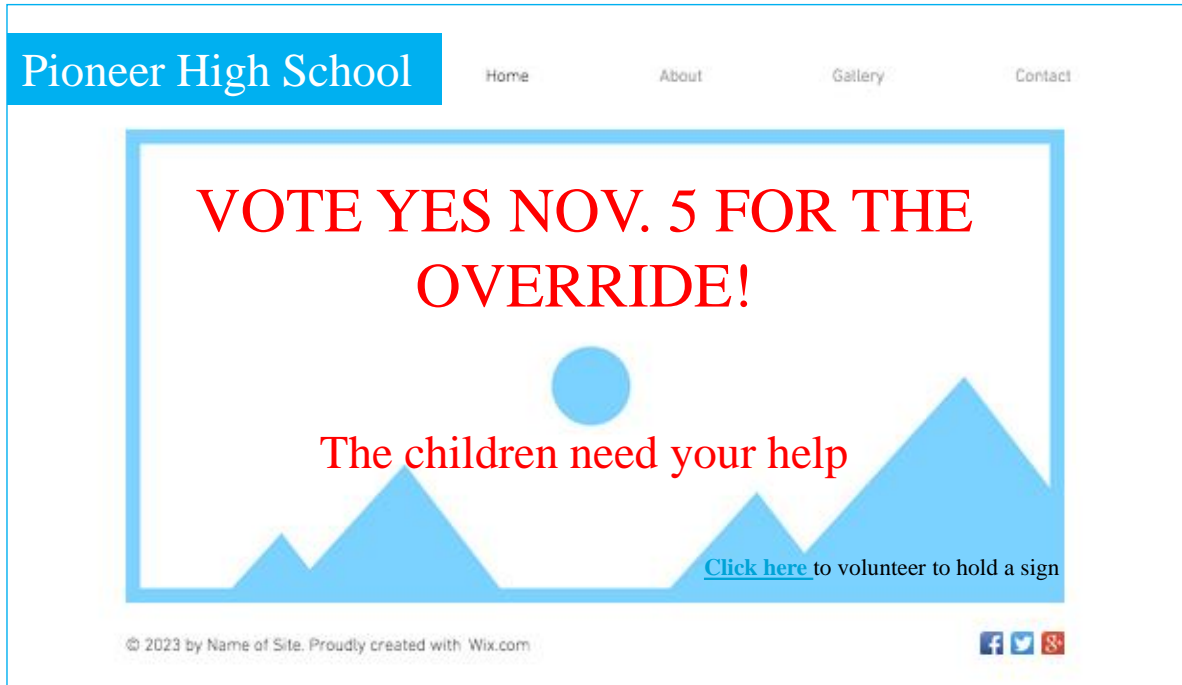 Pioneer High School
Home About Gallery Contact
VOTE YES NOV. 5 FOR THE
OVERRIDE!
The children need your help
Click here to volunteer to hold a sign
© 2023 by Name of Site. Proudly created with Wix.com
f 8+